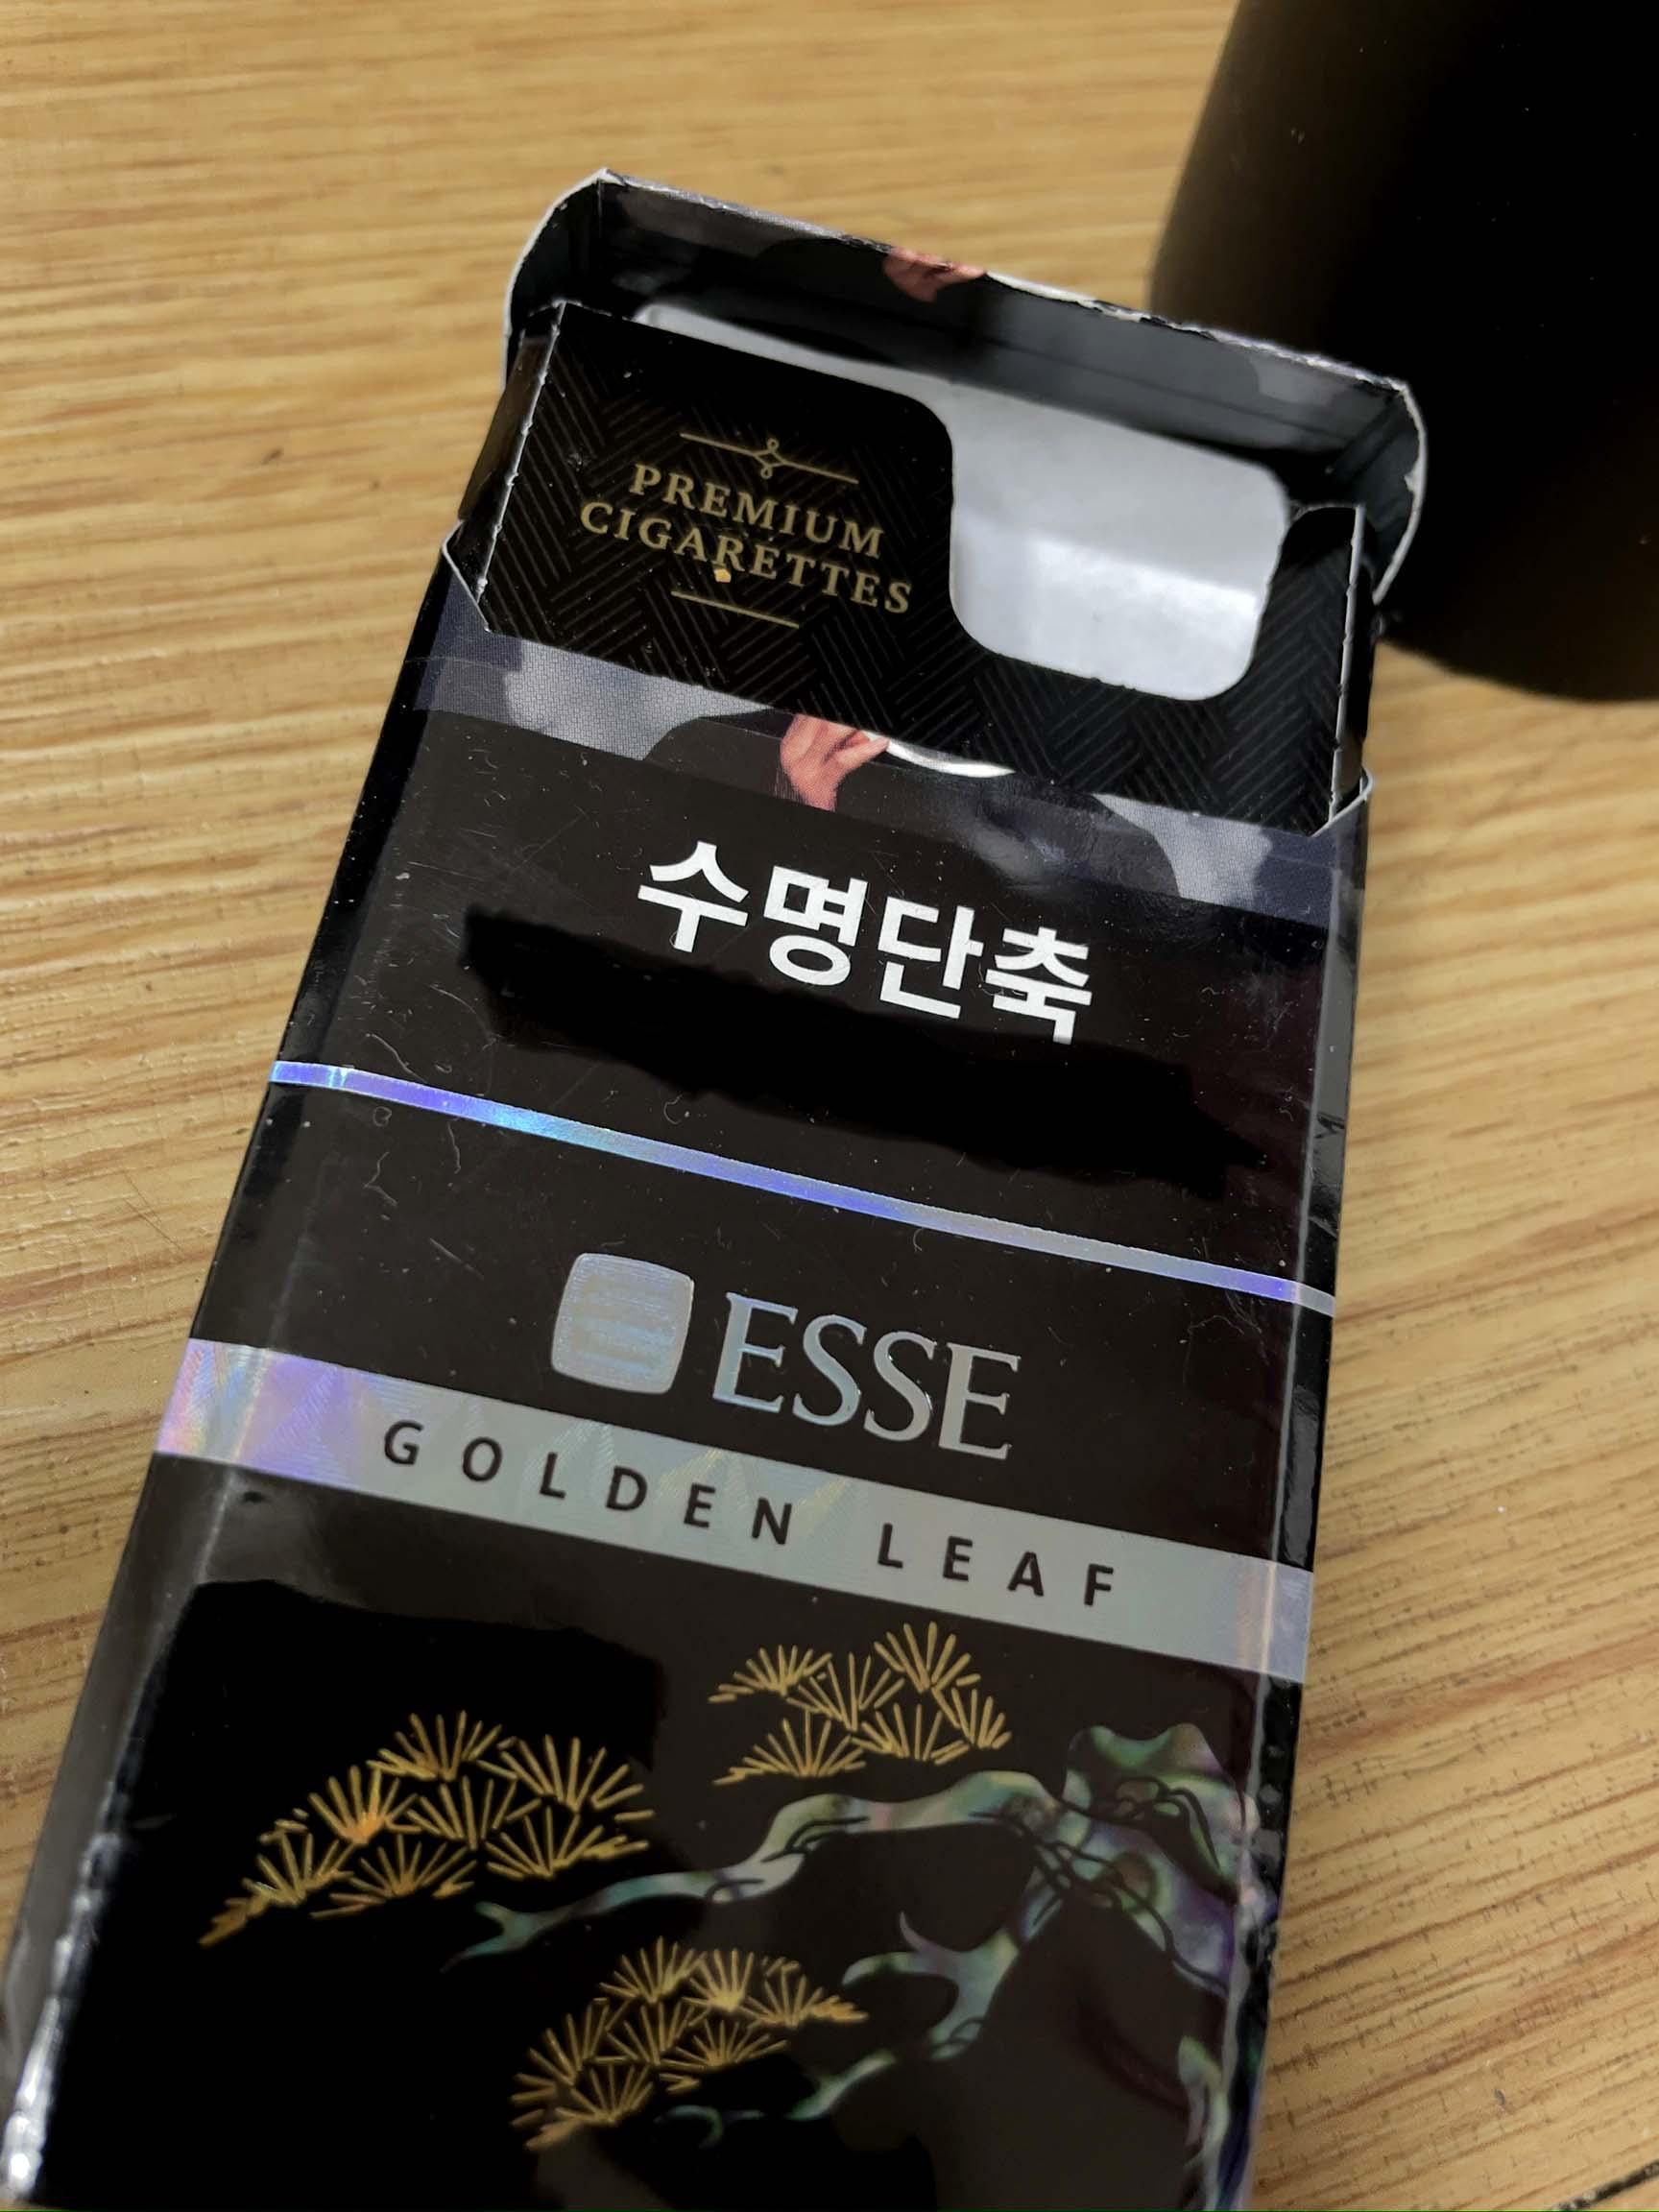 PREMIUM
CIGARETTES
수명단축
ESSE
GOLDEN LEAF